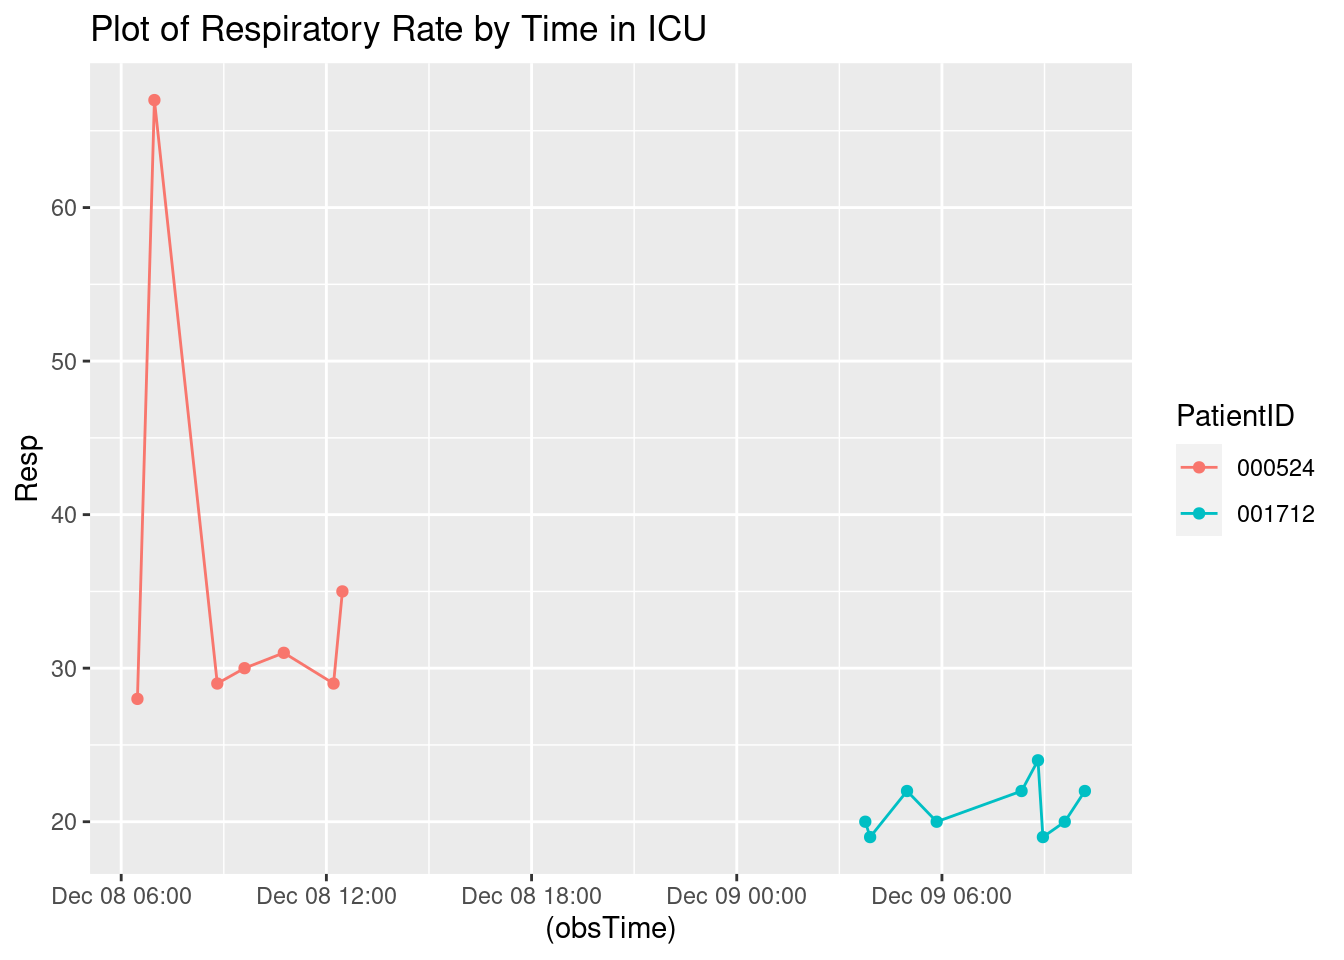 Plot of Respiratory Rate by Time in ICU
Resp
60
50
40
30
20
Dec 08 06:00 Dec 08 12:00 Dec 08 18:00 Dec 09 00:00 Dec 09 06:00
(obsTime)
PatientID
000524
001712